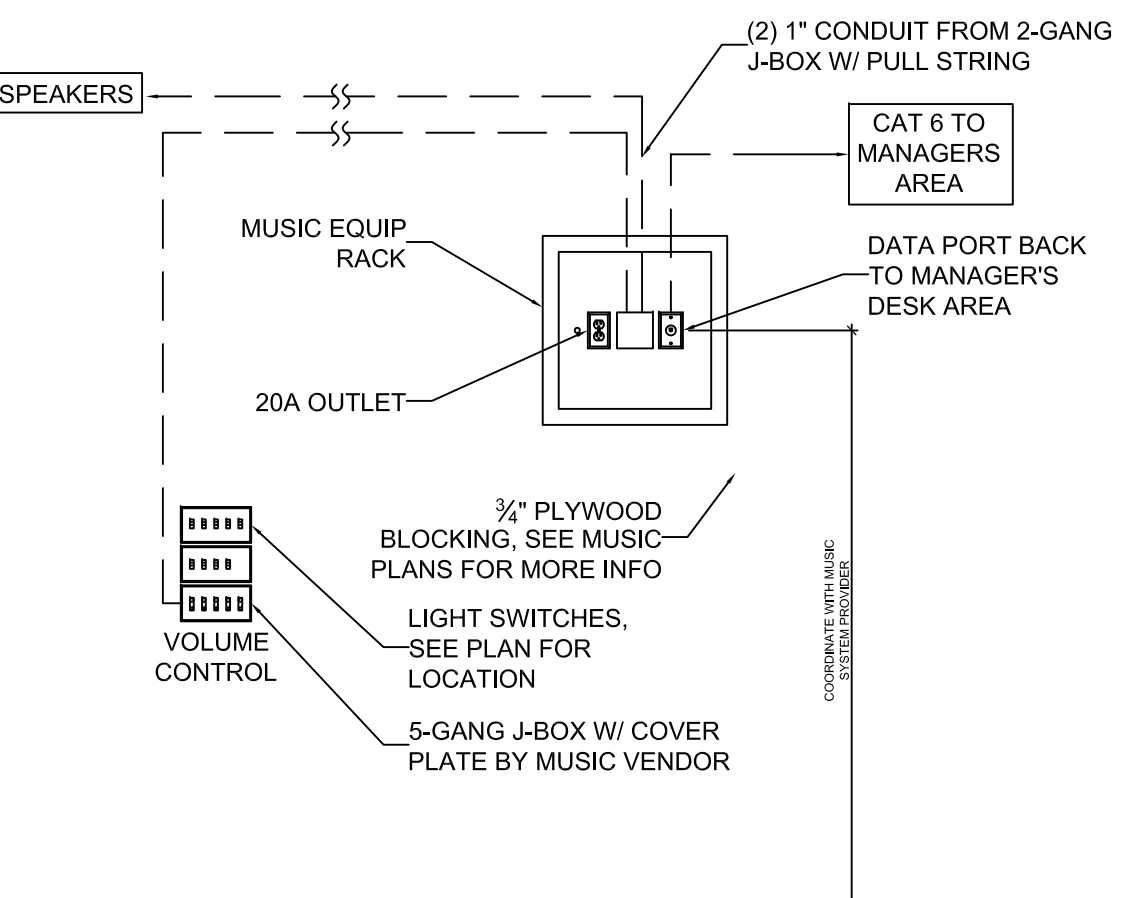 (2) 1" CONDUIT FROM 2-GANG
J-BOX W/ PULL STRING
SPEAKERS
CAT 6 TO
MANAGERS
AREA
MUSIC EQUIP
RACK
DATA PORT BACK
TO MANAGER'S
DESK AREA
20A OUTLET
¾" PLYWOOD
BLOCKING, SEE MUSIC
PLANS FOR MORE INFO
LIGHT SWITCHES,
SEE PLAN FOR
LOCATION
VOLUME
CONTROL
5-GANG J-BOX W/ COVER
PLATE BY MUSIC VENDOR
COORDINATE WITH MUSIC
SYSTEM PROVIDER